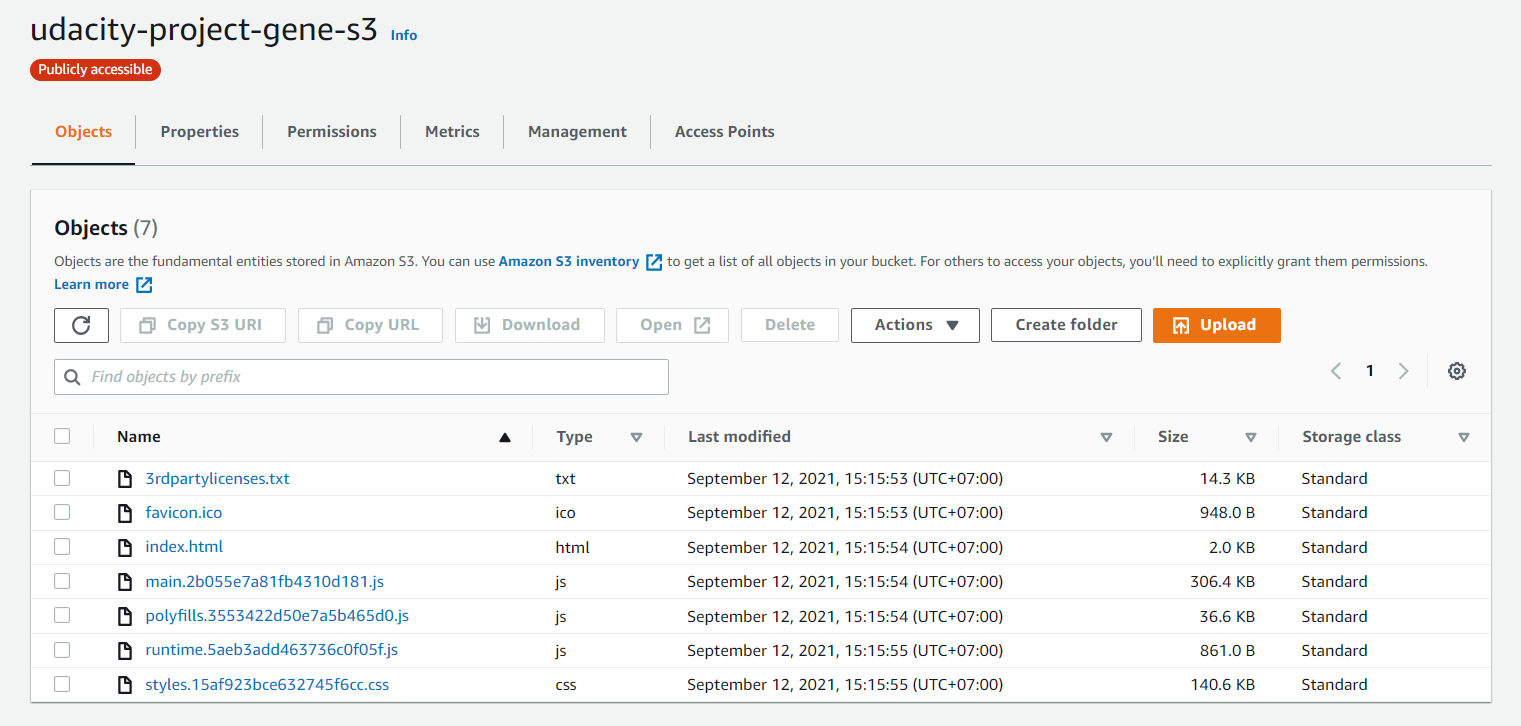 udacity-project-gene-s3 Info
Publicly accessible
Objects Properties Permissions Metrics Management Access Points
Objects (7)
Objects are the fundamental entities stored in Amazon S3. You can use Amazon S3 inventory to get a list of all objects in your bucket. For others to access your objects, you'll need to explicitly grant them permissions.
Learn more
Copy S3 URI Copy URL Download Open Delete Actions Create folder Upload
Find objects by prefix 1
Name Type Last modified Size Storage class
3rdpartylicenses.txt txt September 12, 2021, 15:15:53 (UTC+07:00) 14.3 KB Standard
favicon.ico ico September 12, 2021, 15:15:53 (UTC+07:00) 948.0 B Standard
index.html html September 12, 2021, 15:15:54 (UTC+07:00) 2.0 KB Standard
main.2b055e7a81fb4310d181.js js September 12, 2021, 15:15:54 (UTC+07:00) 306.4 KB Standard
polyfills.3553422d50e7a5b465d0.js js September 12, 2021, 15:15:54 (UTC+07:00) 36.6 KB Standard
runtime.5aeb3add463736c0f05f.js js September 12, 2021, 15:15:55 (UTC+07:00) 861.0 B Standard
styles.15af923bce632745f6cc.css css September 12, 2021, 15:15:55 (UTC+07:00) 140.6 KB Standard